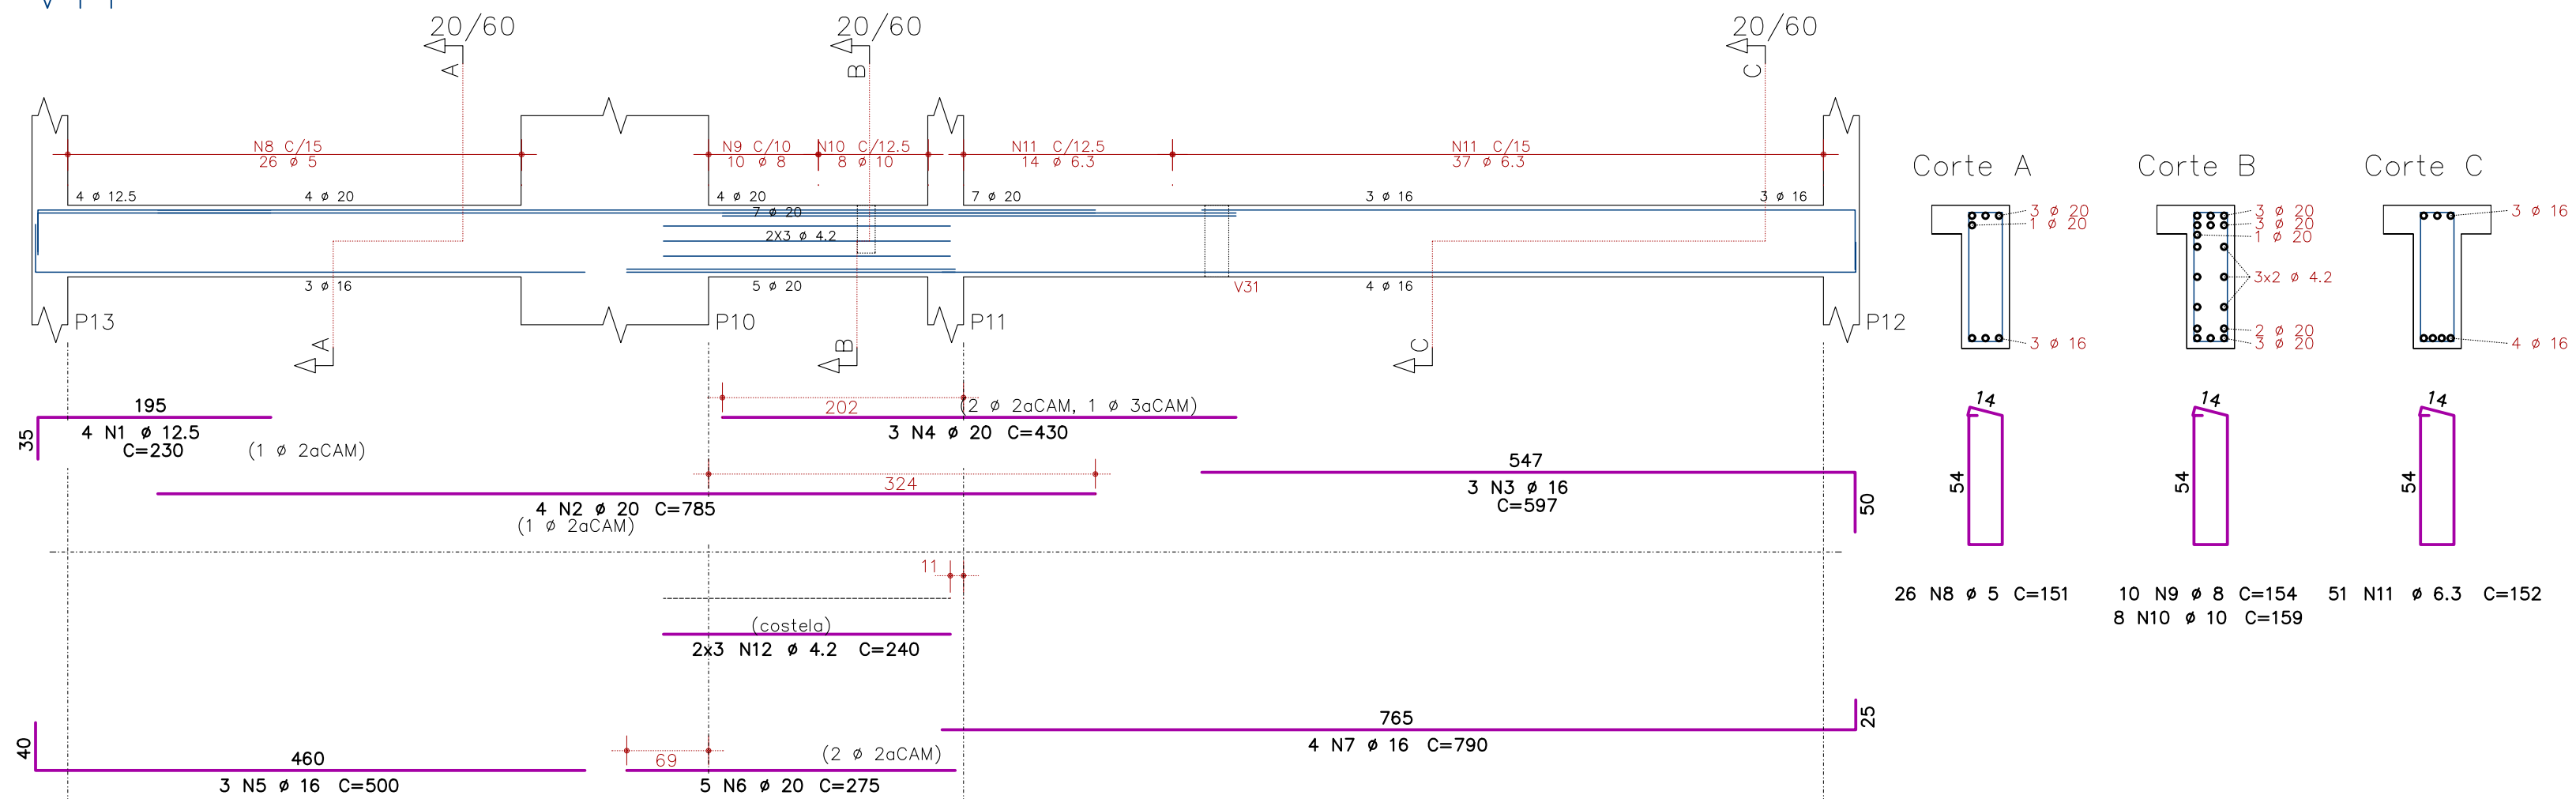 20/60 20/60 20/60
A B C
N8 C/15 N9 C/10 N10 C/12.5 N11 C/12.5 N11 C/15
26 ø 5 10 ø 8 8 ø 10 14 ø 6.3 37 ø 6.3
4 ø 12.5 4 ø 20 4 ø 20 7 ø 20 3 ø 16 3 ø 16
7 ø 20
2X3 ø 4.2
3 ø 16 5 ø 20 V31 4 ø 16
P13 P10 P11 P12
A B C
Corte A Corte B Corte C
3 ø 20 3 ø 20 3 ø 16
1 ø 20 3 ø 20
1 ø 20
3x2 ø 4.2
2 ø 20
3 ø 16 3 ø 20 4 ø 16
195
35
4 N1 ø 12.5
C=230 (1 ø 2aCAM)
202 (2 ø 2aCAM, 1 ø 3aCAM)
3 N4 ø 20 C=430
324
4 N2 ø 20 C=785
(1 ø 2aCAM)
547
3 N3 ø 16
C=597
50
14 14 14
54 54 54
26 N8 ø 5 C=151 10 N9 ø 8 C=154 51 N11 ø 6.3 C=152
8 N10 ø 10 C=159
11
(costela)
2x3 N12 ø 4.2 C=240
765
25
4 N7 ø 16 C=790
40
460
3 N5 ø 16 C=500
69 (2 ø 2aCAM)
5 N6 ø 20 C=275